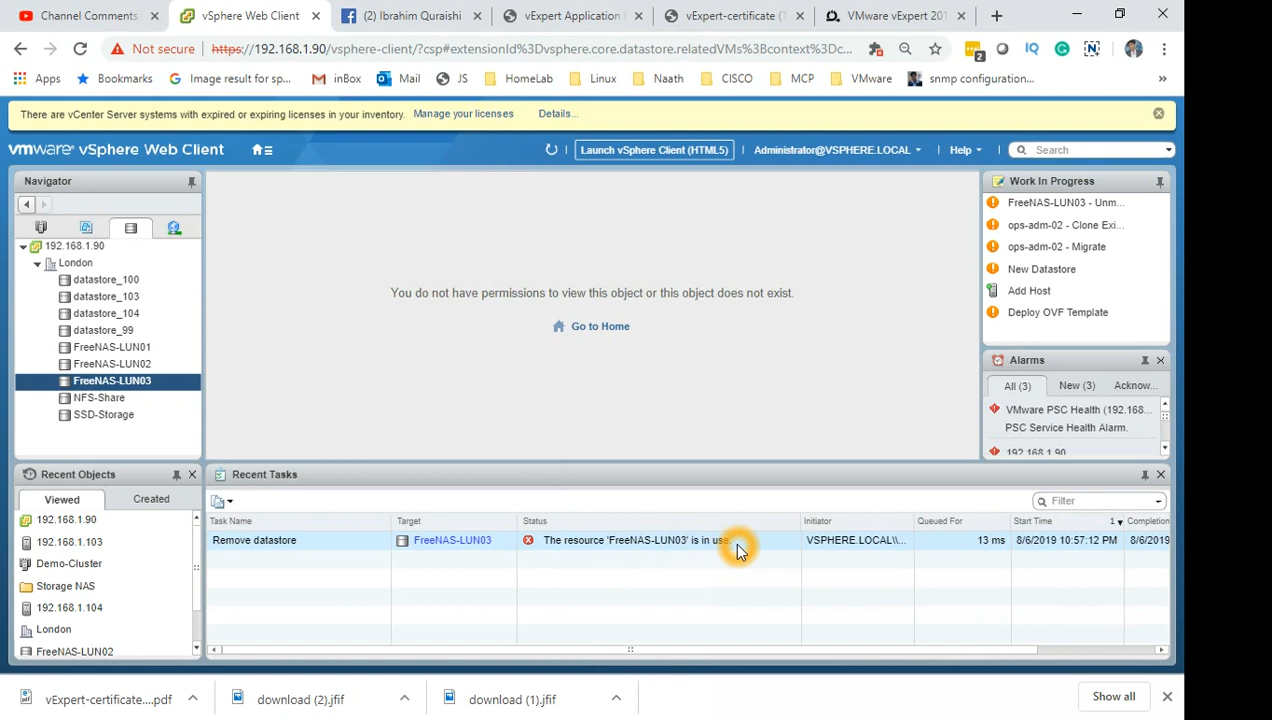 Channel Comments
vSphere Web Client
(2) Ibrahim Quraishi
vExpert Application
vExpert-certificate (1
VMware vExpert 201
Not secure
https://192.168.1.90/vsphere-client/?csp#extensionId%3Dvsphere.core.datastore.relatedVMs%3Bcontext%3Dc...
2
IQ
Apps
Bookmarks
Image result for sp...
inBox
Mail
JS
HomeLab
Linux
Naath
CISCO
MCP
VMware
snmp configuration...
»
There are vCenter Server systems with expired or expiring licenses in your inventory.
Manage your licenses
Details...
vmware® vSphere Web Client
Launch vSphere Client (HTML5)
Administrator@VSPHERE.LOCAL
Help
Search
Navigator
192.168.1.90
London
datastore_100
datastore_103
datastore_104
datastore_99
FreeNAS-LUN01
FreeNAS-LUN02
FreeNAS-LUN03
NFS-Share
SSD-Storage
You do not have permissions to view this object or this object does not exist.
Go to Home
Work In Progress
FreeNAS-LUN03 - Unm...
ops-adm-02 - Clone Exi...
ops-adm-02 - Migrate
New Datastore
Add Host
Deploy OVF Template
Alarms
All (3)
New (3)
Acknow...
VMware PSC Health (192.168...
PSC Service Health Alarm.
192.168.1.90
Recent Objects
Viewed
Created
192.168.1.90
192.168.1.103
Demo-Cluster
Storage NAS
192.168.1.104
London
FreeNAS-LUN02
Recent Tasks
Filter
Task Name
Target
Status
Initiator
Queued For
Start Time
1
Completion
Remove datastore
FreeNAS-LUN03
The resource 'FreeNAS-LUN03' is in use.
VSPHERE.LOCAL\\...
13 ms
8/6/2019 10:57:12 PM
8/6/2019
vExpert-certificate....pdf
download (2).jfif
download (1).jfif
Show all